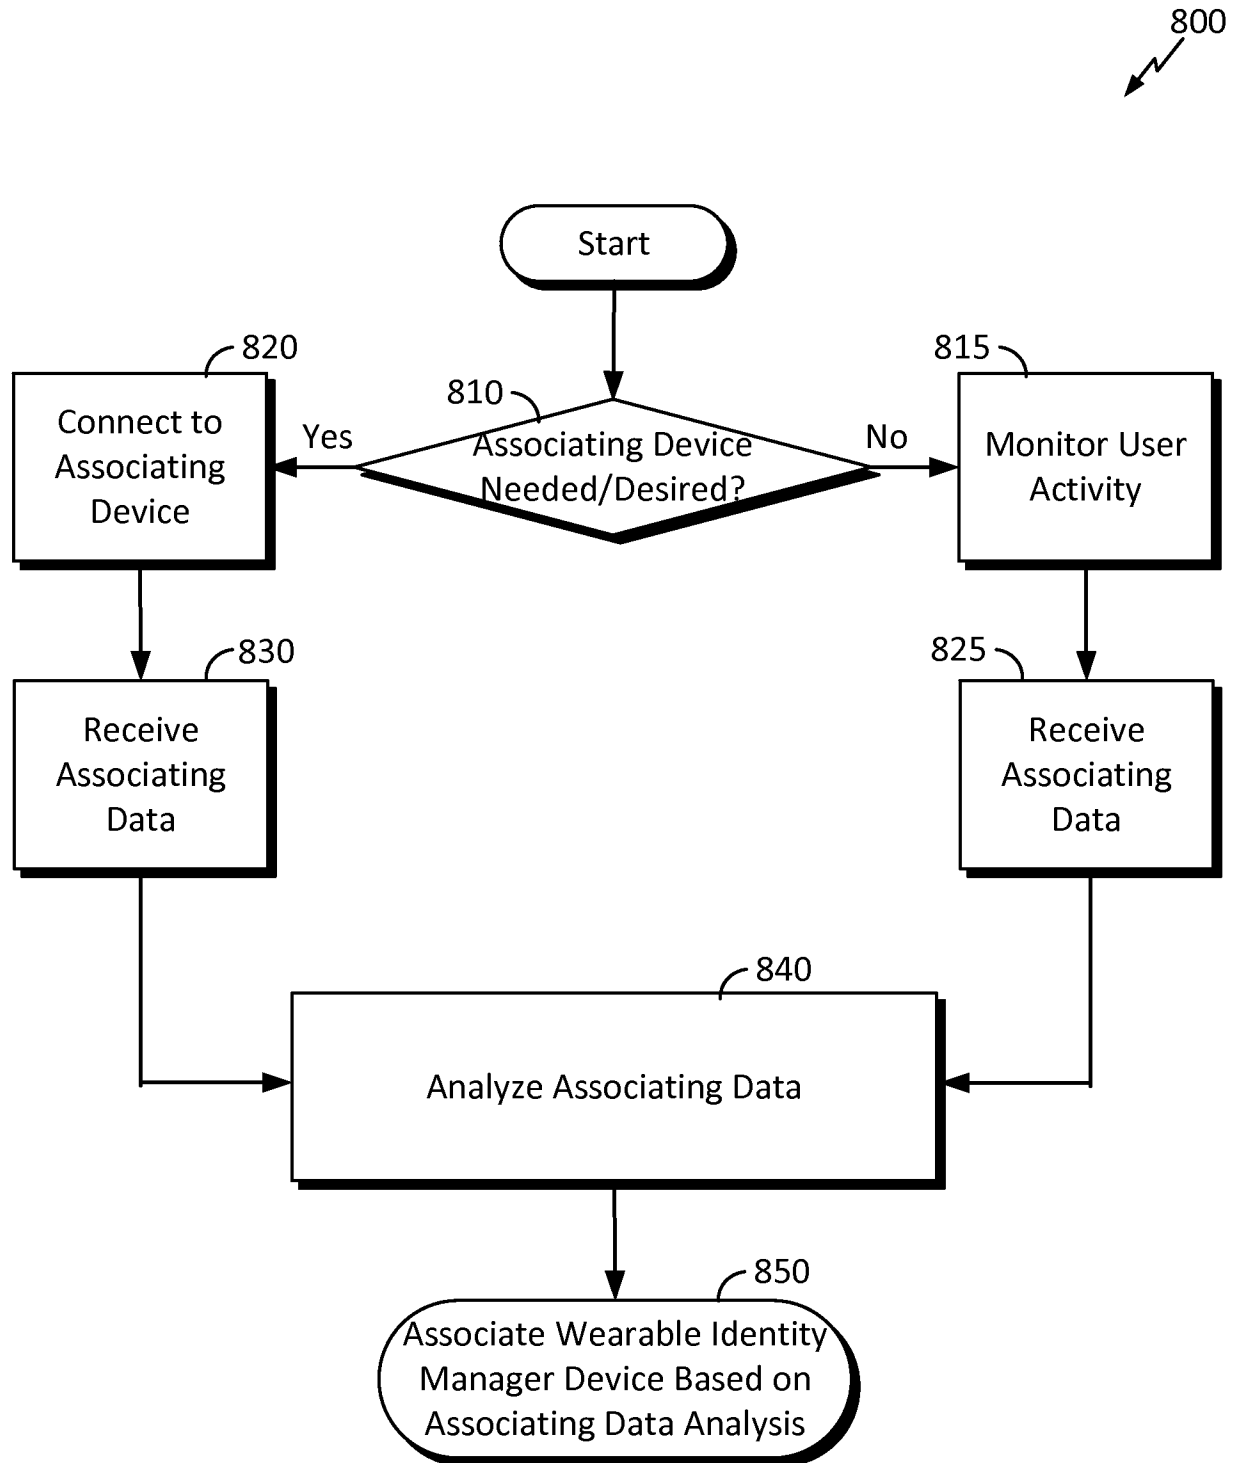 800
Start
820
815
810
Connect to
Associating
Device
Yes
Associating Device
Needed/Desired?
No
Monitor User
Activity
830
825
Receive
Associating
Data
Receive
Associating
Data
840
Analyze Associating Data
850
Associate Wearable Identity
Manager Device Based on
Associating Data Analysis